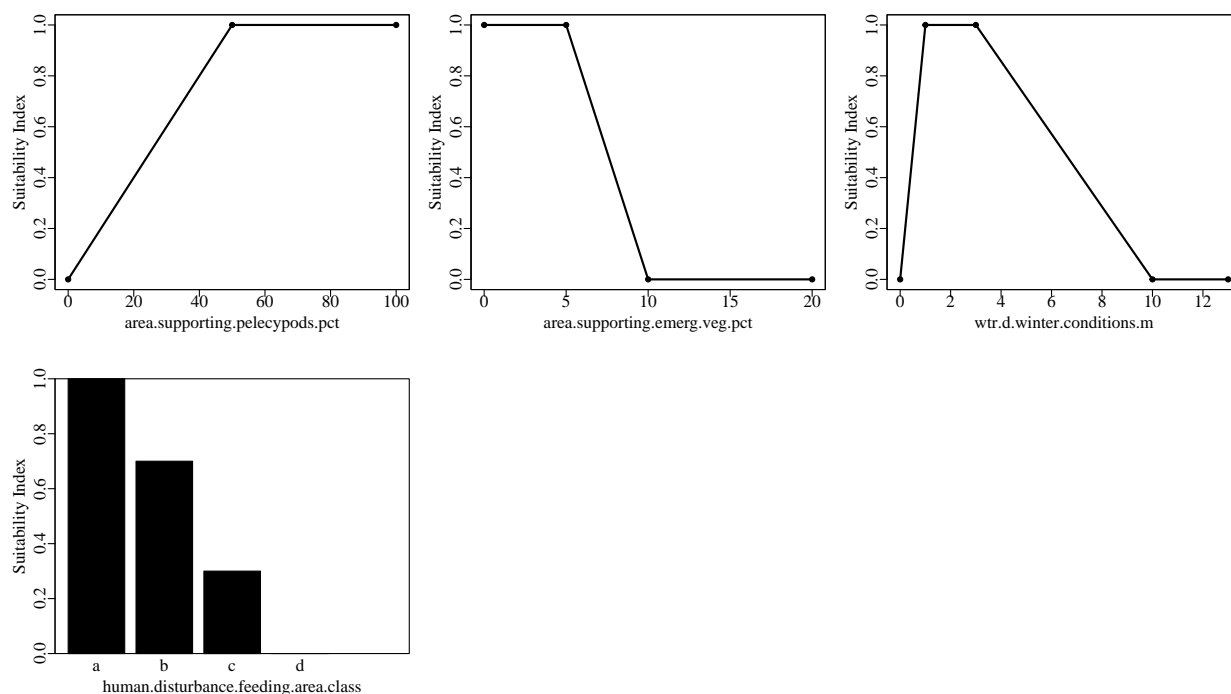 Suitability Index
0.0 0.2 0.4 0.6 0.8 1.0
0 20 40 60 80 100
area.supporting.pelecypods.pct
Suitability Index
0.0 0.2 0.4 0.6 0.8 1.0
0 5 10 15 20
area.supporting.emerg.veg.pct
Suitability Index
0.0 0.2 0.4 0.6 0.8 1.0
0 2 4 6 8 10 12
wtr.d.winter.conditions.m
Suitability Index
0.0 0.2 0.4 0.6 0.8 1.0
a b c d
human.disturbance.feeding.area.class